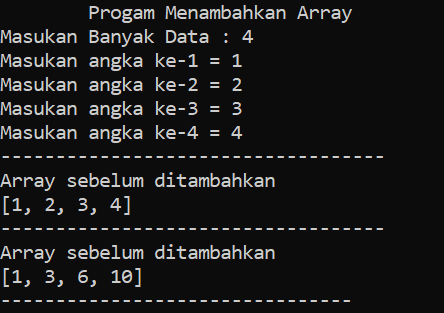 Progam Menambahkan Array
Masukan Banyak Data : 4
Masukan angka ke-1 = 1
Masukan angka ke-2 = 2
Masukan angka ke-3 = 3
Masukan angka ke-4 = 4
-----------------------------------
Array sebelum ditambahkan
[1, 2, 3, 4]
-----------------------------------
Array sebelum ditambahkan
[1, 3, 6, 10]
--------------------------------